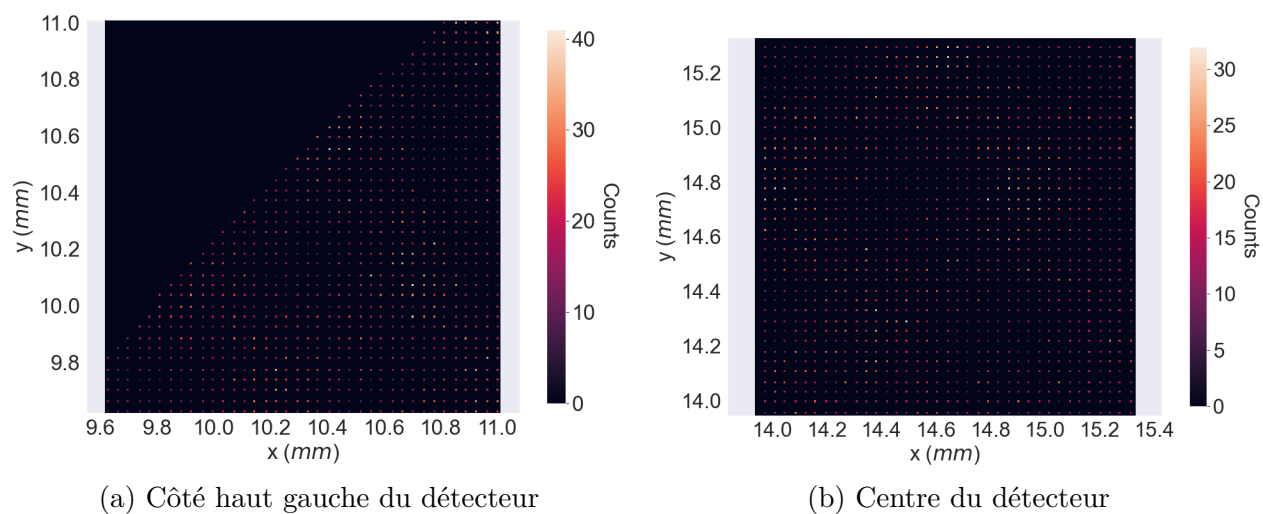 11.0
10.8
10.6
10.4
10.2
10.0
9.8
y (mm)
9.6 9.8 10.0 10.2 10.4 10.6 10.8 11.0
x (mm)
40
30
20
10
0
Counts
(a) Côté haut gauche du détecteur
15.2
15.0
14.8
14.6
14.4
14.2
14.0
y (mm)
14.0 14.2 14.4 14.6 14.8 15.0 15.2 15.4
x (mm)
30
25
20
15
10
5
0
Counts
(b) Centre du détecteur